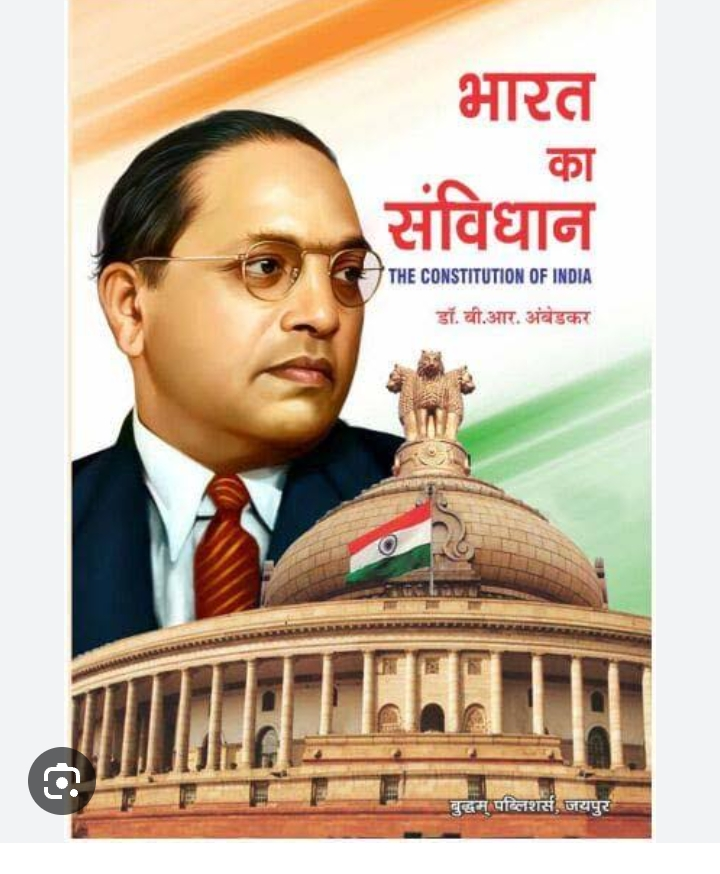 भारत
का
संविधान
THE CONSTITUTION OF INDIA
डॉ. बी.आर. अंबेडकर
बुद्धम् पब्लिशर्स, जयपुर